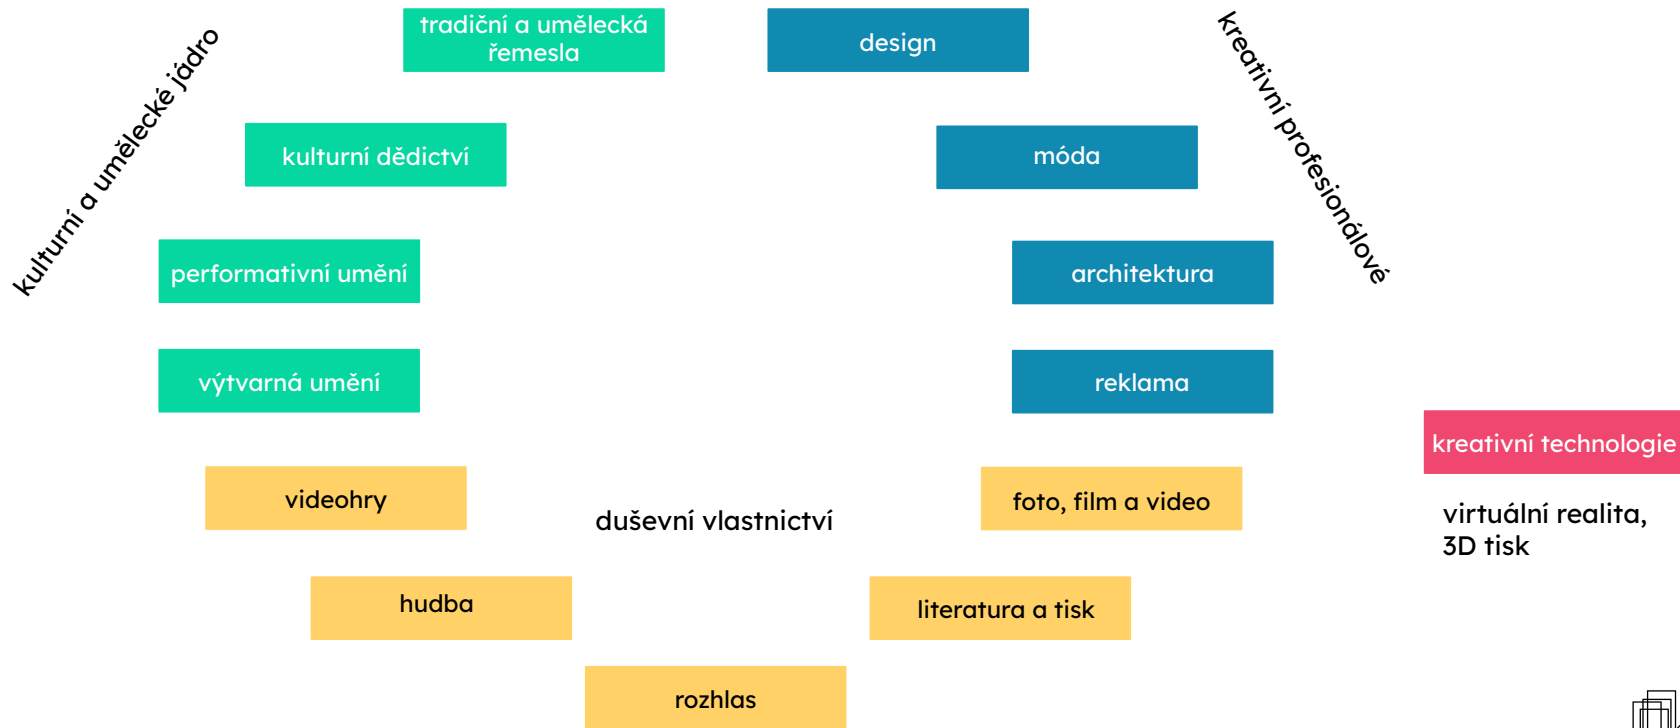 tradiční a umělecká
řemesla
design
kulturní a umělecké jádro
kreativní profesionálové
kulturní dědictví
móda
performativní umění
architektura
výtvarná umění
reklama
kreativní technologie
videohry
foto, film a video
duševní vlastnictví
virtuální realita,
3D tisk
hudba
literatura a tisk
rozhlas